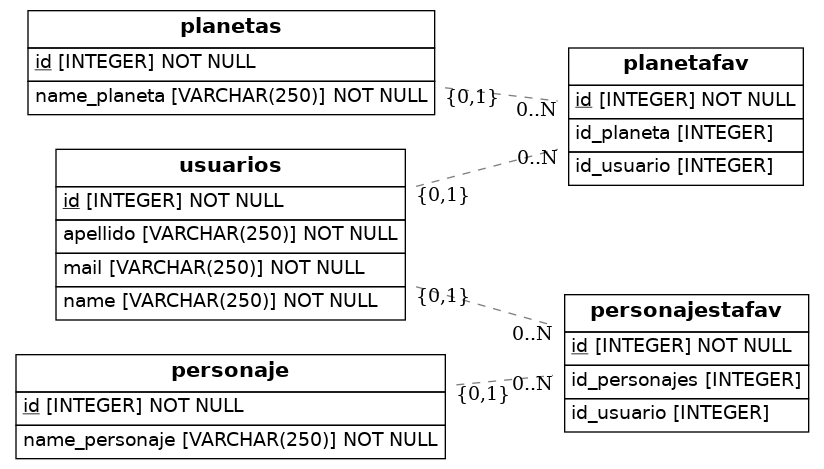 planetas
id [INTEGER] NOT NULL
name_planeta [VARCHAR(250)] NOT NULL
{0,1}
0..N
planetafav
id [INTEGER] NOT NULL
id_planeta [INTEGER]
id_usuario [INTEGER]
usuarios
id [INTEGER] NOT NULL
apellido [VARCHAR(250)] NOT NULL
mail [VARCHAR(250)] NOT NULL
name [VARCHAR(250)] NOT NULL
0..N
{0,1}
{0,1}
0..N
personajestafav
id [INTEGER] NOT NULL
id_personajes [INTEGER]
id_usuario [INTEGER]
personaje
id [INTEGER] NOT NULL
name_personaje [VARCHAR(250)] NOT NULL
{0,1}
0..N